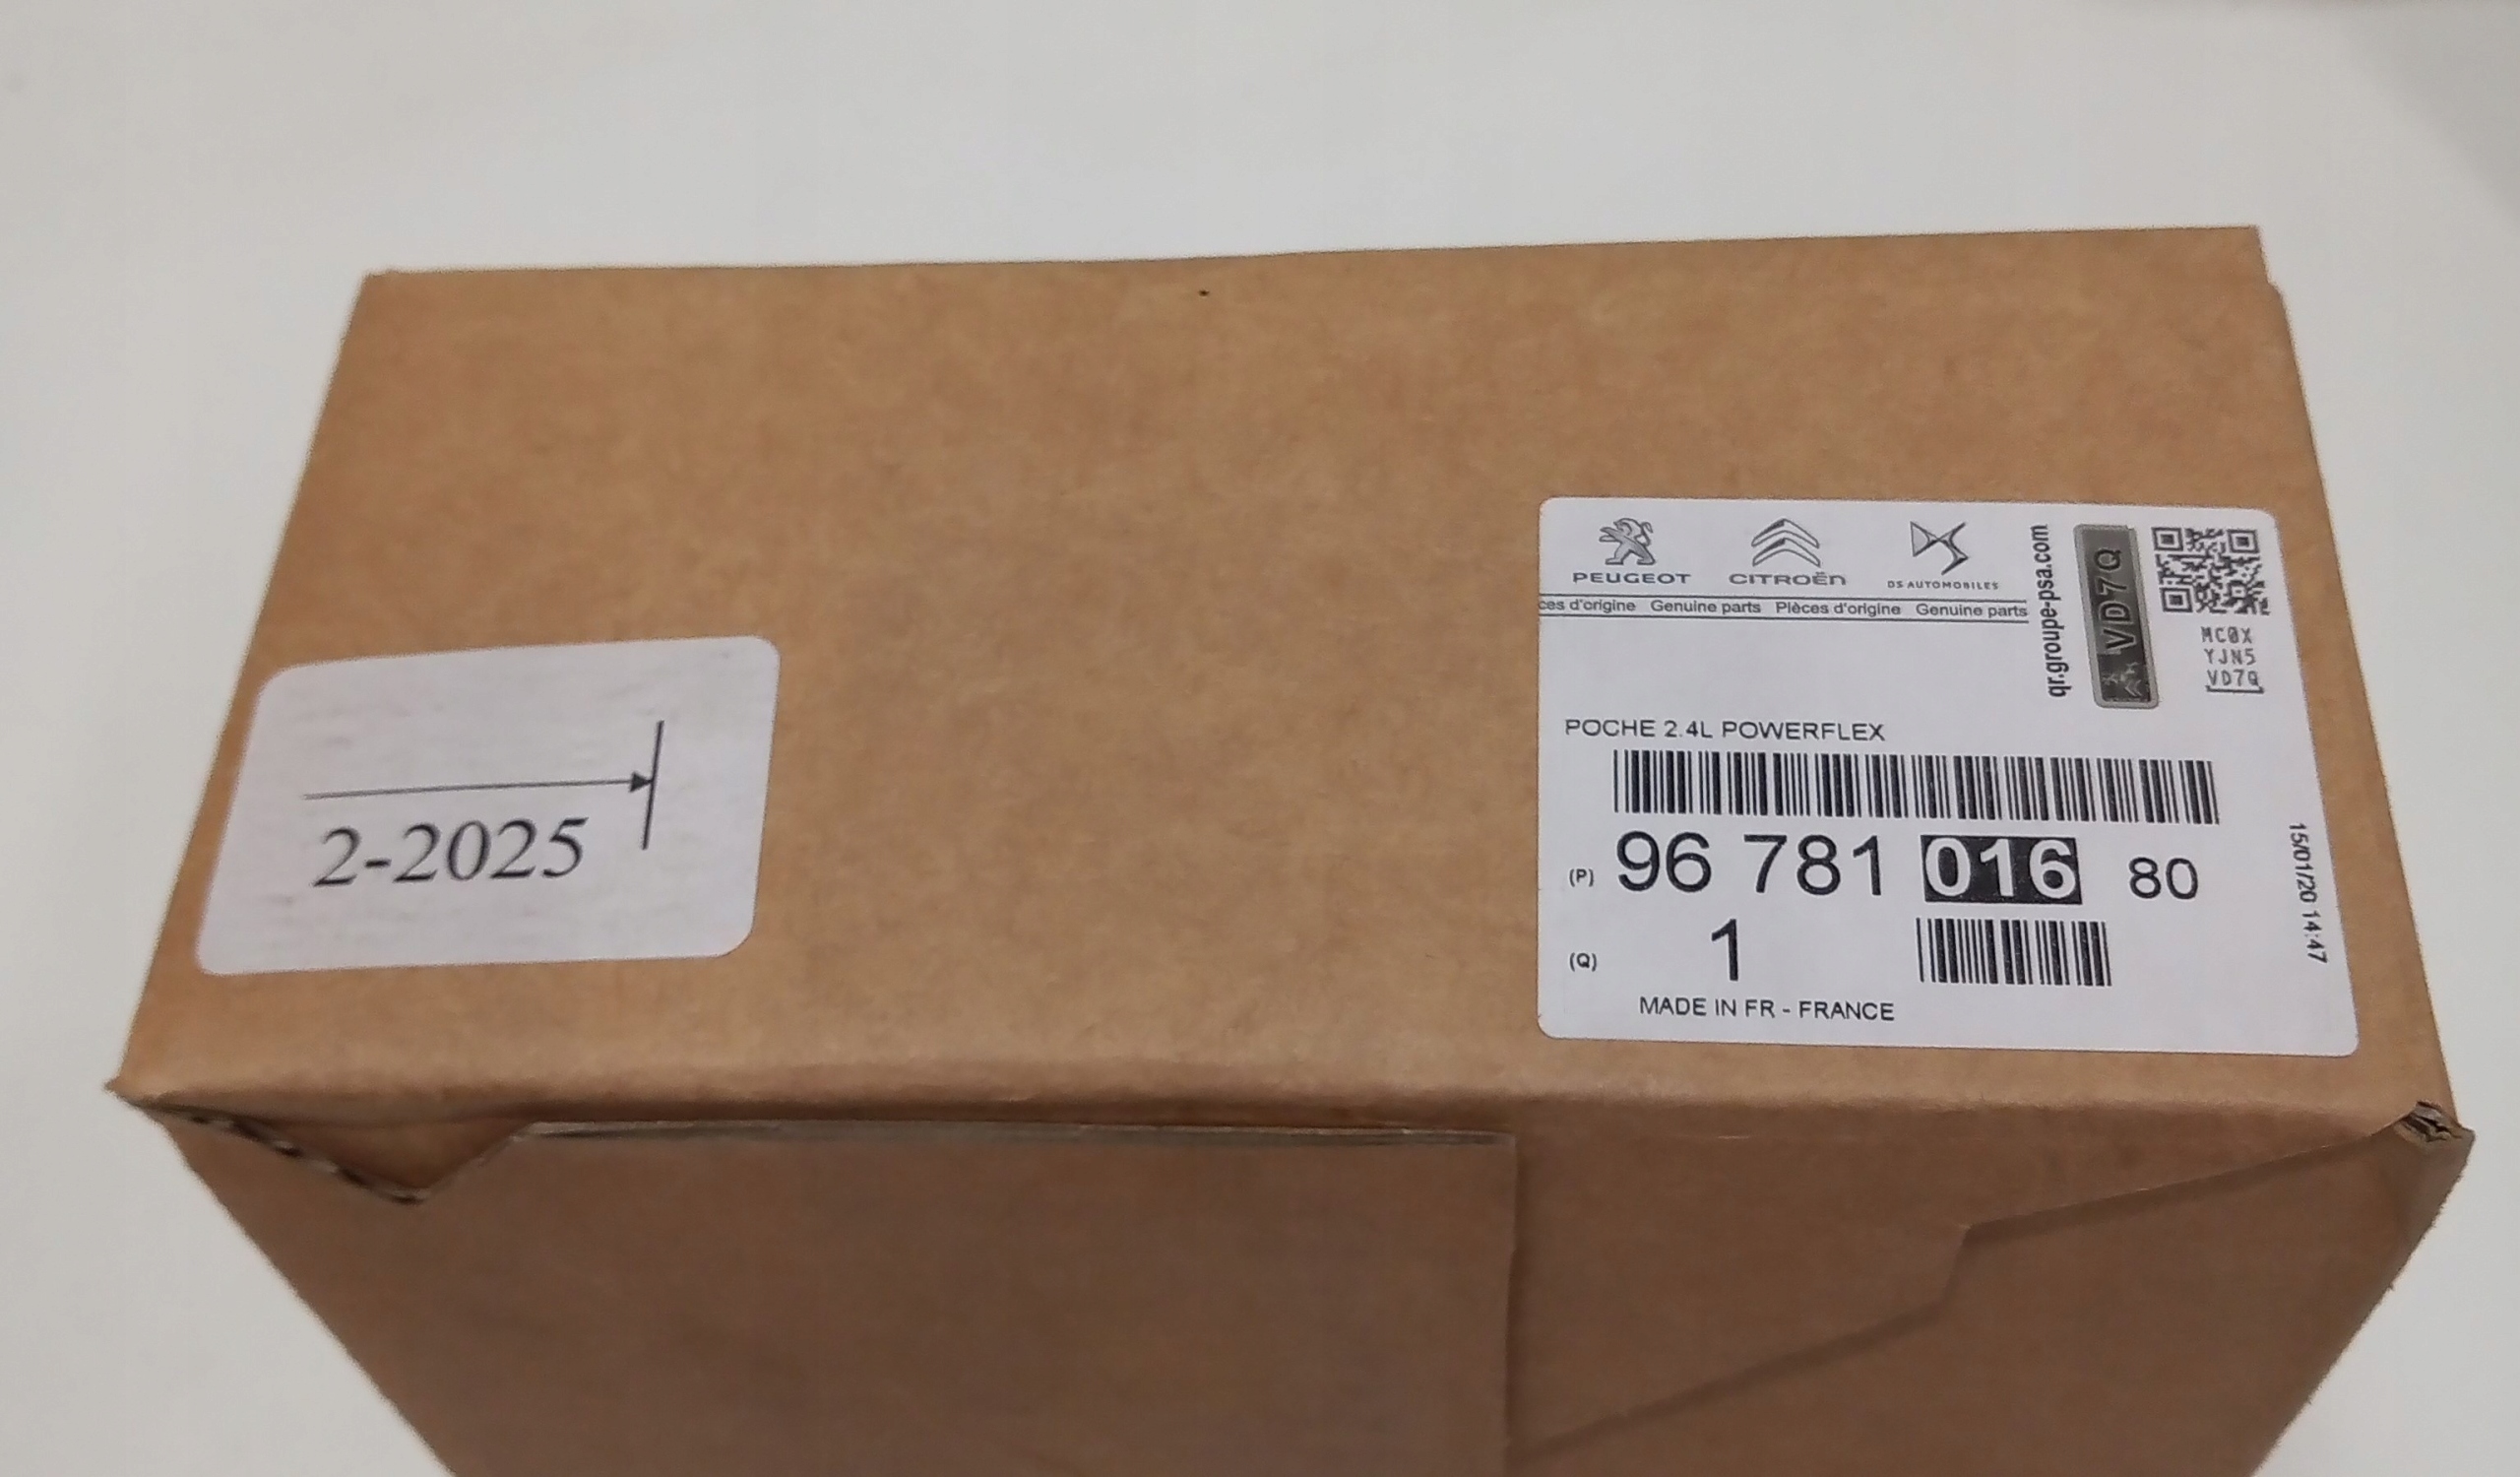 2-2025
PEUGEOT CITROËN DS AUTOMOBILES
ces d'origine Genuine parts Pièces d'origine Genuine parts
qr.groupe-psa.com
VD7Q
MC0X
YJN5
VD7Q
POCHE 2.4L POWERFLEX
(P) 96 781 016 80
(Q) 1
MADE IN FR - FRANCE
15/01/20 14:47